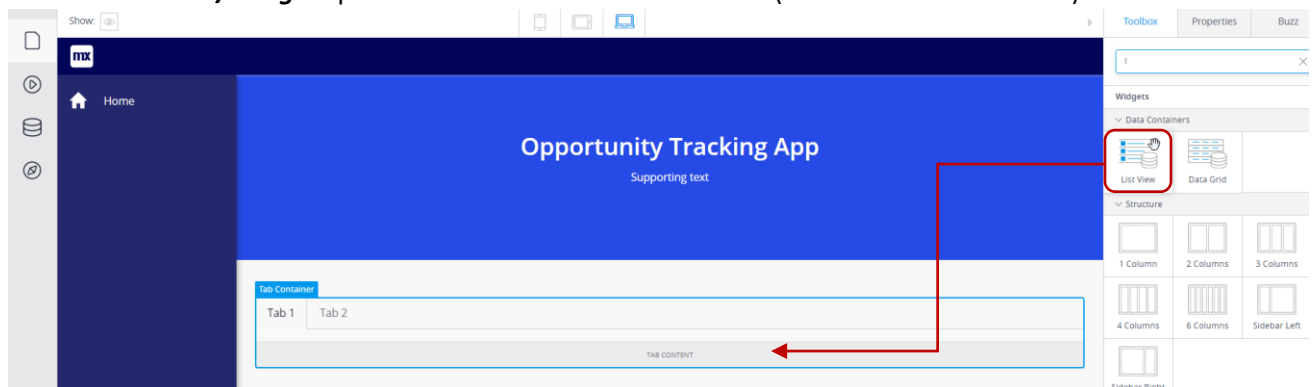 Show:
Toolbox Properties Buzz
mx
l
Home
Widgets
Data Containers
Opportunity Tracking App
Supporting text
List View Data Grid
Structure
1 Column 2 Columns 3 Columns
Tab Container
Tab 1 Tab 2
4 Columns 6 Columns Sidebar Left
TAB CONTENT
Sidebar Right